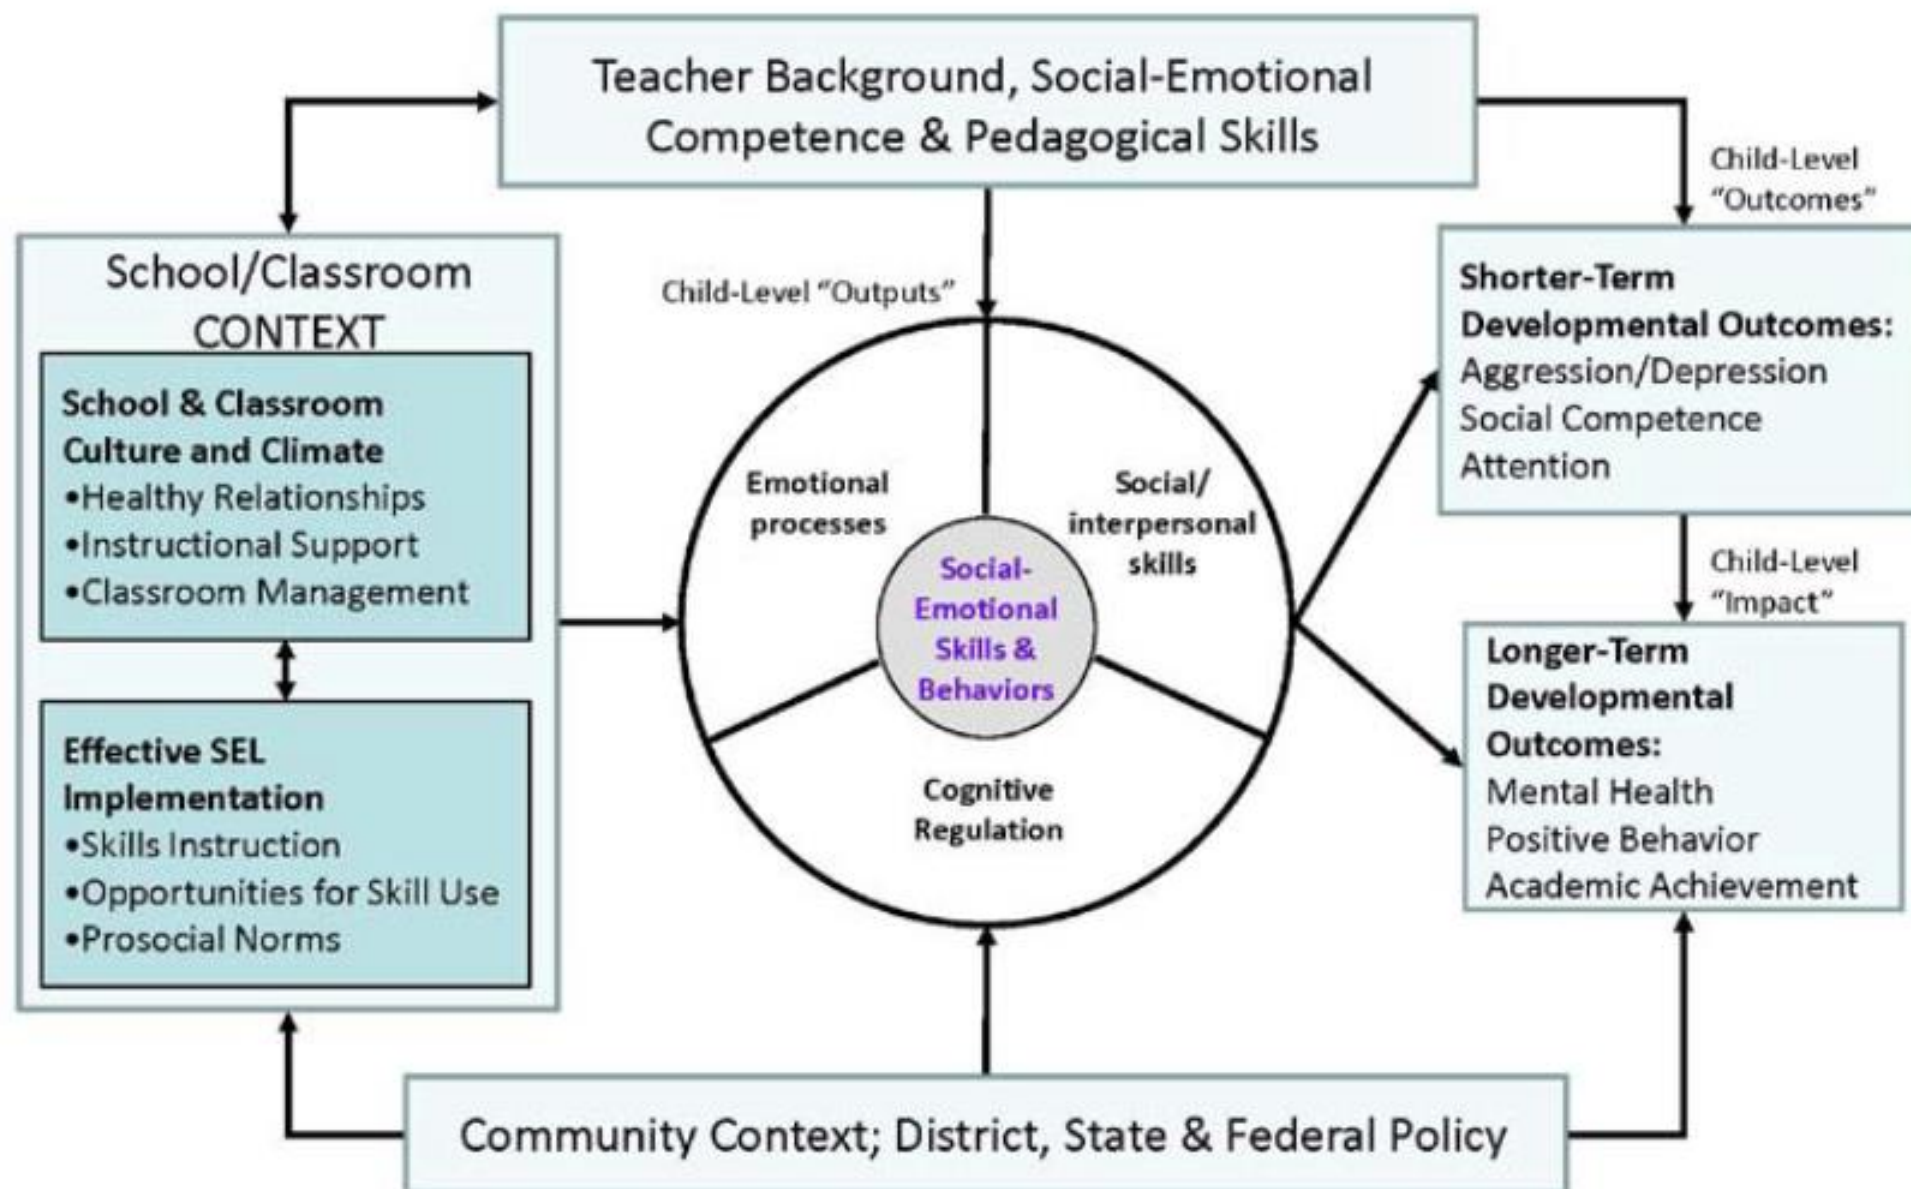 Teacher Background, Social-Emotional
Competence & Pedagogical Skills
Child-Level
“Outcomes”
School/Classroom
CONTEXT
School & Classroom
Culture and Climate
•Healthy Relationships
•Instructional Support
•Classroom Management
Effective SEL
Implementation
•Skills Instruction
•Opportunities for Skill Use
•Prosocial Norms
Child-Level “Outputs”
Emotional
processes
Social/
interpersonal
skills
Social-
Emotional
Skills &
Behaviors
Cognitive
Regulation
Shorter-Term
Developmental Outcomes:
Aggression/Depression
Social Competence
Attention
Child-Level
“Impact”
Longer-Term
Developmental
Outcomes:
Mental Health
Positive Behavior
Academic Achievement
Community Context; District, State & Federal Policy